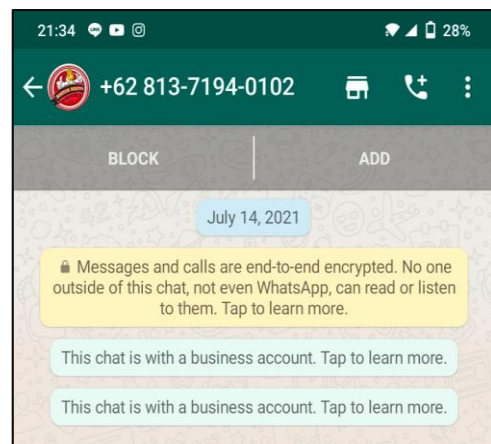 21:34 28%
+62 813-7194-0102
BLOCK ADD
July 14, 2021
Messages and calls are end-to-end encrypted. No one
outside of this chat, not even WhatsApp, can read or listen
to them. Tap to learn more.
This chat is with a business account. Tap to learn more.
This chat is with a business account. Tap to learn more.